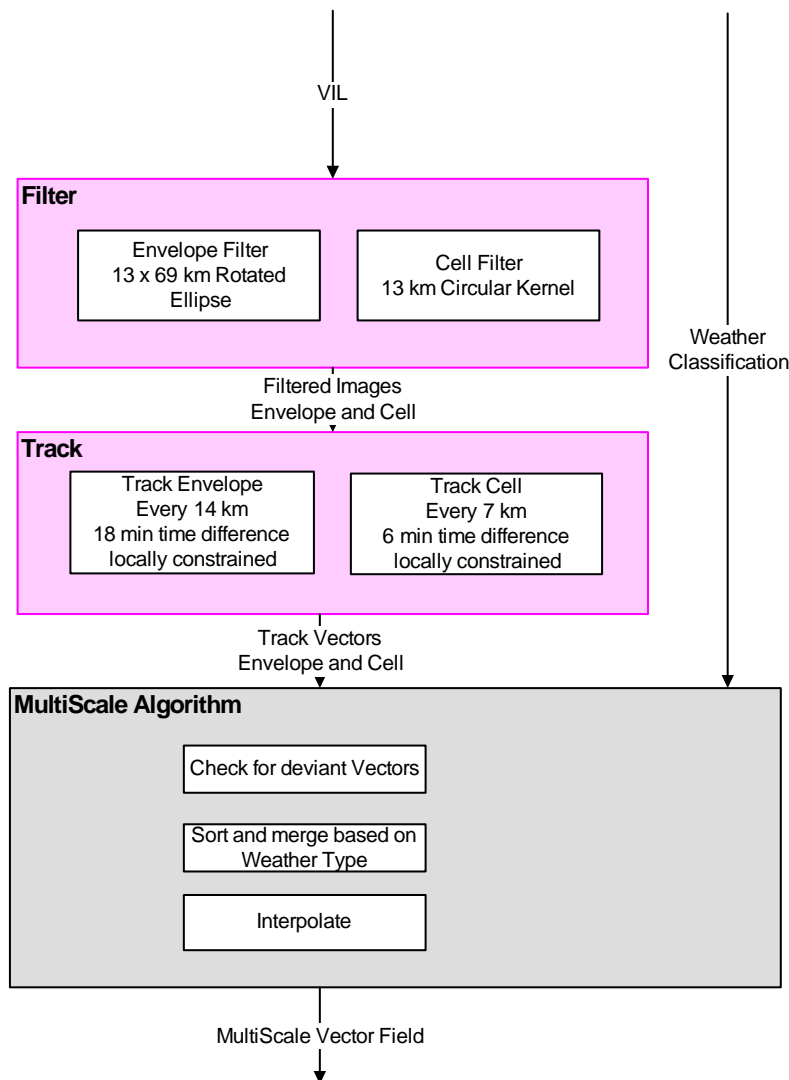 VIL
Filter
Envelope Filter
13 x 69 km Rotated
Ellipse
Cell Filter
13 km Circular Kernel
Weather
Classification
Filtered Images
Envelope and Cell
Track
Track Envelope
Every 14 km
18 min time difference
locally constrained
Track Cell
Every 7 km
6 min time difference
locally constrained
Track Vectors
Envelope and Cell
MultiScale Algorithm
Check for deviant Vectors
Sort and merge based on
Weather Type
Interpolate
MultiScale Vector Field